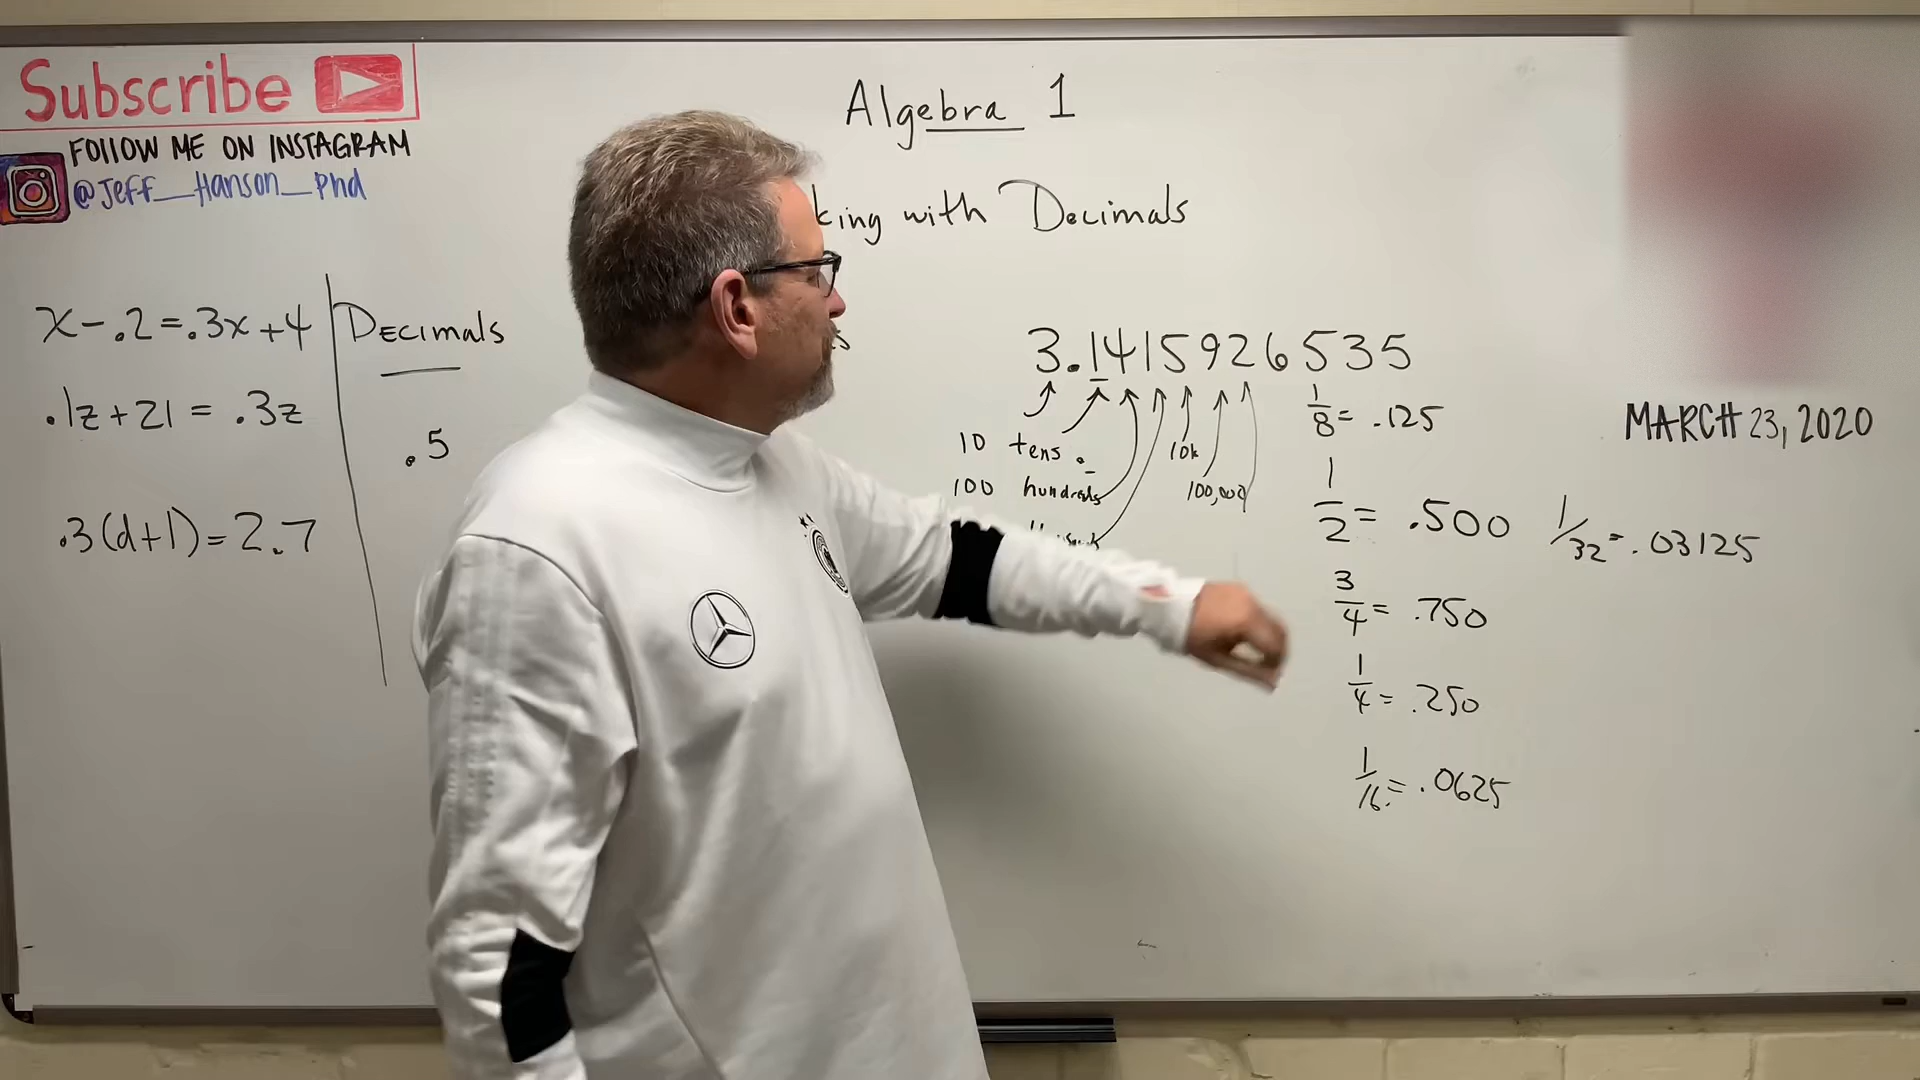 Subscribe
FOLLOW ME ON INSTAGRAM
@Jeff_Hanson_Phd
Algebra 1
king with Decimals
x-.2=.3x+4
.1z+21 = .3z
.3(d+1)=2.7
Decimals
.5
3.1415926535
10 tens
100 hundreds
10k
100,000
1/8 = .125
1/2 = .500
3/4 = .750
1/4 = .250
1/16 = .0625
1/32 = .03125
MARCH 23, 2020